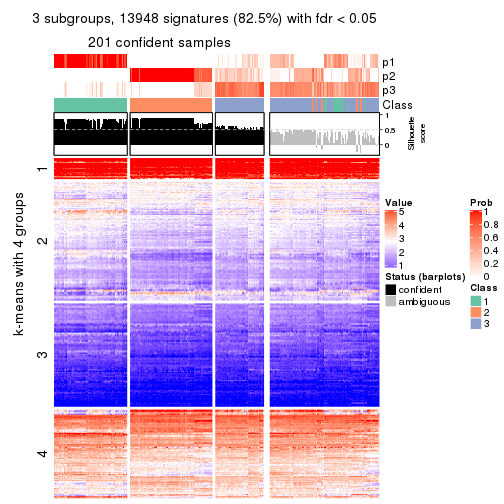 3 subgroups, 13948 signatures (82.5%) with fdr < 0.05
201 confident samples
p1
p2
p3
Class
1
0.5
0
Silhouette
score
k-means with 4 groups
1
2
3
4
Value
5
4
3
2
1
Status (barplots)
confident
ambiguous
Prob
1
0.8
0.6
0.4
0.2
0
Class
1
2
3